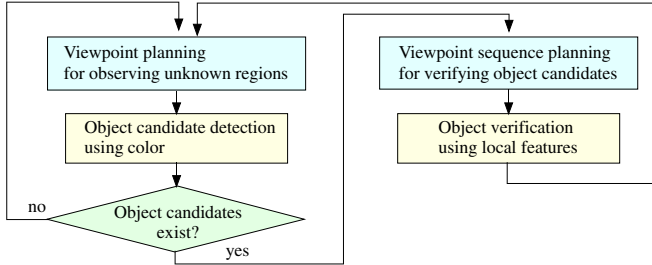 Viewpoint planning
for observing unknown regions
Object candidate detection
using color
Object candidates
exist?
no
yes
Viewpoint sequence planning
for verifying object candidates
Object verification
using local features